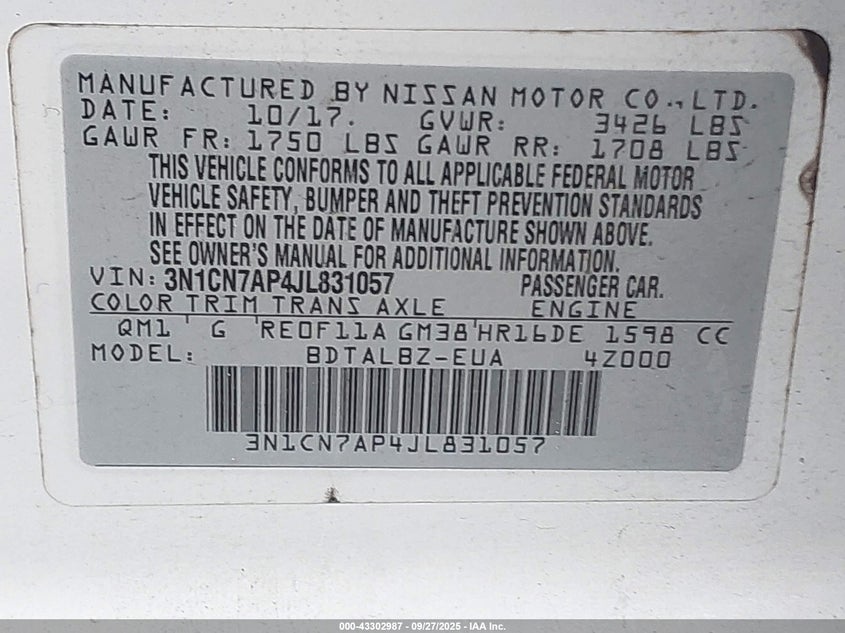 MANUFACTURED BY NISSAN MOTOR CO., LTD.
DATE: 10/17. GVWR: 3426 LBS
GAWR FR: 1750 LBS GAWR RR: 1708 LBS
THIS VEHICLE CONFORMS TO ALL APPLICABLE FEDERAL MOTOR
VEHICLE SAFETY, BUMPER AND THEFT PREVENTION STANDARDS
IN EFFECT ON THE DATE OF MANUFACTURE SHOWN ABOVE.
SEE OWNER'S MANUAL FOR ADDITIONAL INFORMATION.
VIN: 3N1CN7AP4JL831057 PASSENGER CAR.
COLOR TRIM TRANS AXLE ENGINE
QM1 G RE0F11A GM38 HR16DE 1598 CC
MODEL: BDTALBZ-EUA 4Z000
3N1CN7AP4JL831057
000-43302987 - 09/27/2025 - IAA Inc.